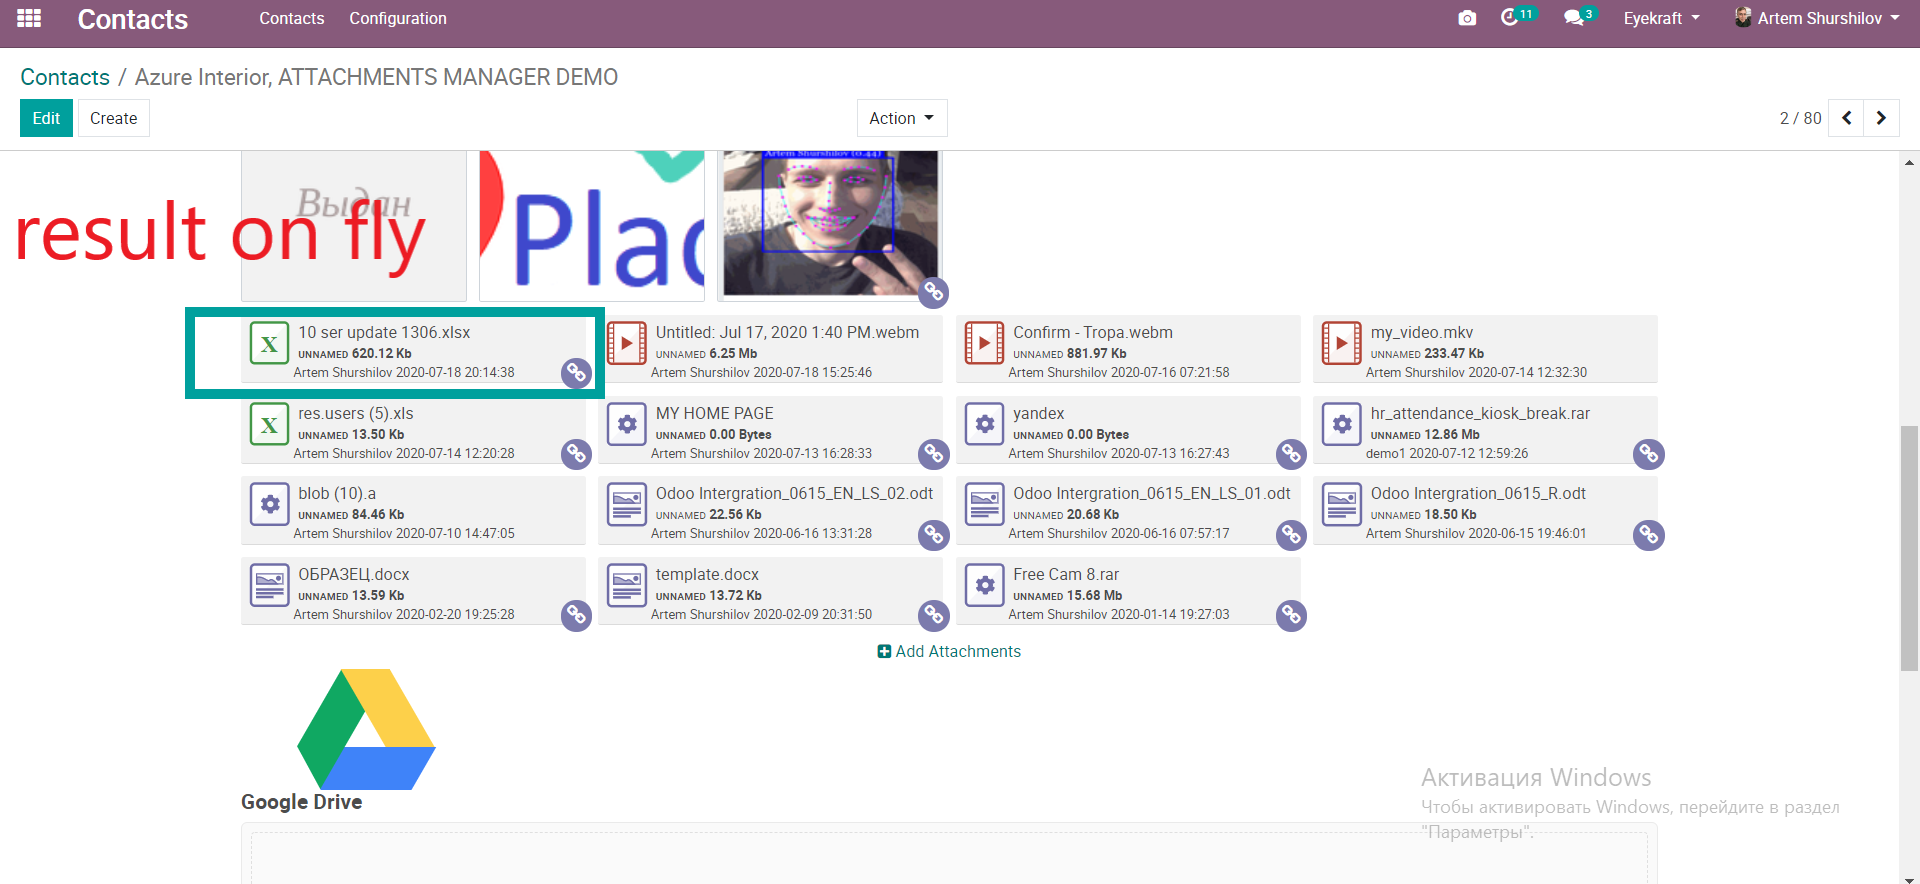 Contacts
Contacts
Configuration
11
3
Eyekraft
Artem Shurshilov
Contacts / Azure Interior, ATTACHMENTS MANAGER DEMO
Edit
Create
Action
2 / 80
Artem Shurshilov (0.44)
Выдан
Plac
result on fly
10 ser update 1306.xlsx
UNNAMED 620.12 Kb
Artem Shurshilov 2020-07-18 20:14:38
Untitled: Jul 17, 2020 1:40 PM.webm
UNNAMED 6.25 Mb
Artem Shurshilov 2020-07-18 15:25:46
Confirm - Tropa.webm
UNNAMED 881.97 Kb
Artem Shurshilov 2020-07-16 07:21:58
my_video.mkv
UNNAMED 233.47 Kb
Artem Shurshilov 2020-07-14 12:32:30
res.users (5).xls
UNNAMED 13.50 Kb
Artem Shurshilov 2020-07-14 12:20:28
MY HOME PAGE
UNNAMED 0.00 Bytes
Artem Shurshilov 2020-07-13 16:28:33
yandex
UNNAMED 0.00 Bytes
Artem Shurshilov 2020-07-13 16:27:43
hr_attendance_kiosk_break.rar
UNNAMED 12.86 Mb
demo1 2020-07-12 12:59:26
blob (10).a
UNNAMED 84.46 Kb
Artem Shurshilov 2020-07-10 14:47:05
Odoo Intergration_0615_EN_LS_02.odt
UNNAMED 22.56 Kb
Artem Shurshilov 2020-06-16 13:31:28
Odoo Intergration_0615_EN_LS_01.odt
UNNAMED 20.68 Kb
Artem Shurshilov 2020-06-16 07:57:17
Odoo Intergration_0615_R.odt
UNNAMED 18.50 Kb
Artem Shurshilov 2020-06-15 19:46:01
ОБРАЗЕЦ.docx
UNNAMED 13.59 Kb
Artem Shurshilov 2020-02-20 19:25:28
template.docx
UNNAMED 13.72 Kb
Artem Shurshilov 2020-02-09 20:31:50
Free Cam 8.rar
UNNAMED 15.68 Mb
Artem Shurshilov 2020-01-14 19:27:03
Add Attachments
Google Drive
Активация Windows
Чтобы активировать Windows, перейдите в раздел
"Параметры".